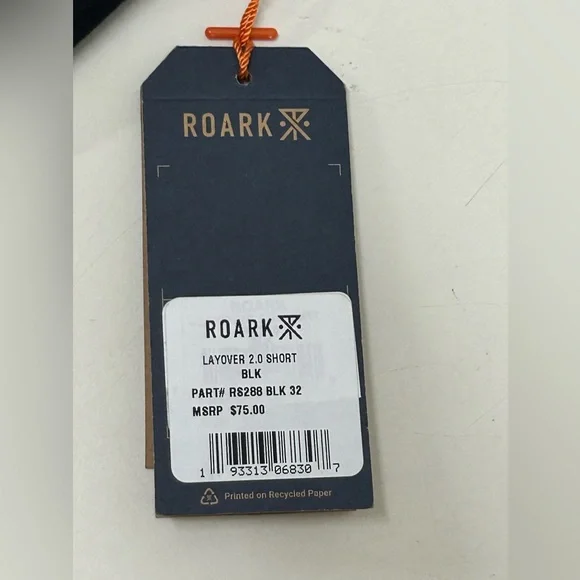 ROARK
ROARK
LAYOVER 2.0 SHORT
BLK
PART# RS288 BLK 32
MSRP $75.00
1 93313 06830 7
Printed on Recycled Paper